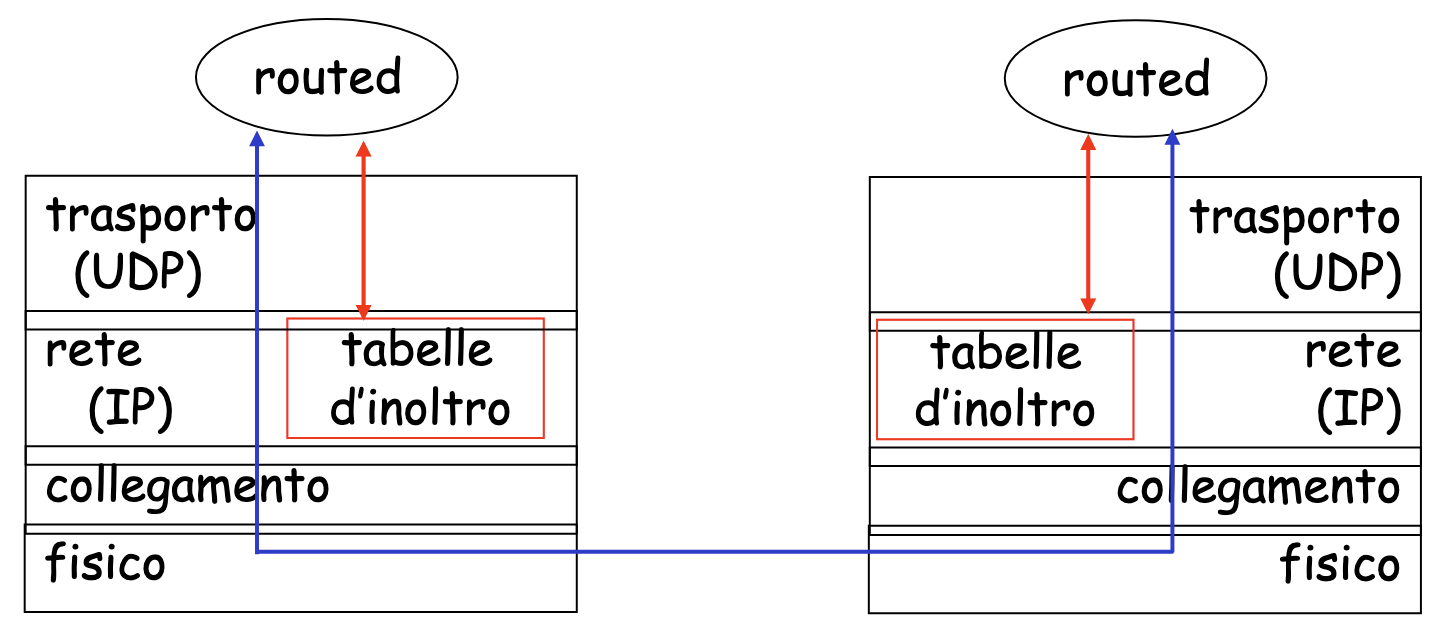 routed
trasporto
(UDP)
rete
(IP)
tabelle
d'inoltro
collegamento
fisico
routed
trasporto
(UDP)
tabelle
d'inoltro
rete
(IP)
collegamento
fisico